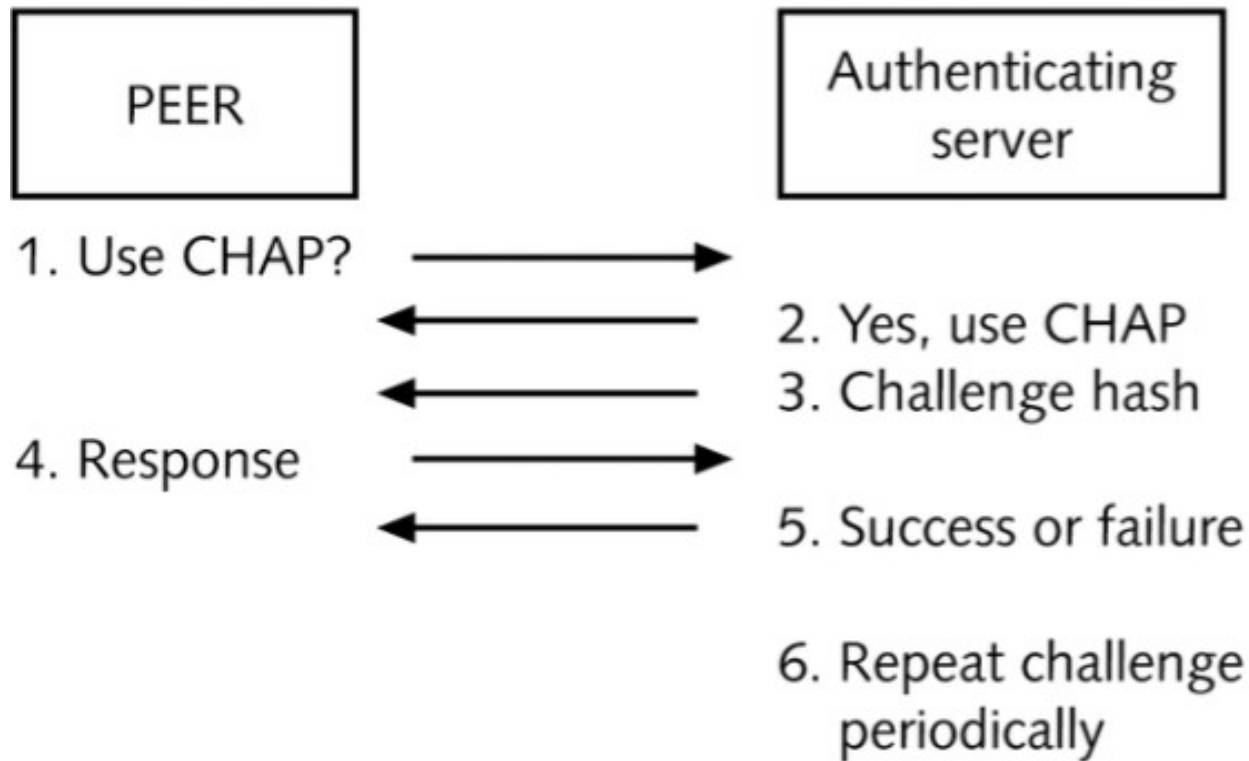 PEER
Authenticating
server
1. Use CHAP?
2. Yes, use CHAP
3. Challenge hash
4. Response
5. Success or failure
6. Repeat challenge
periodically